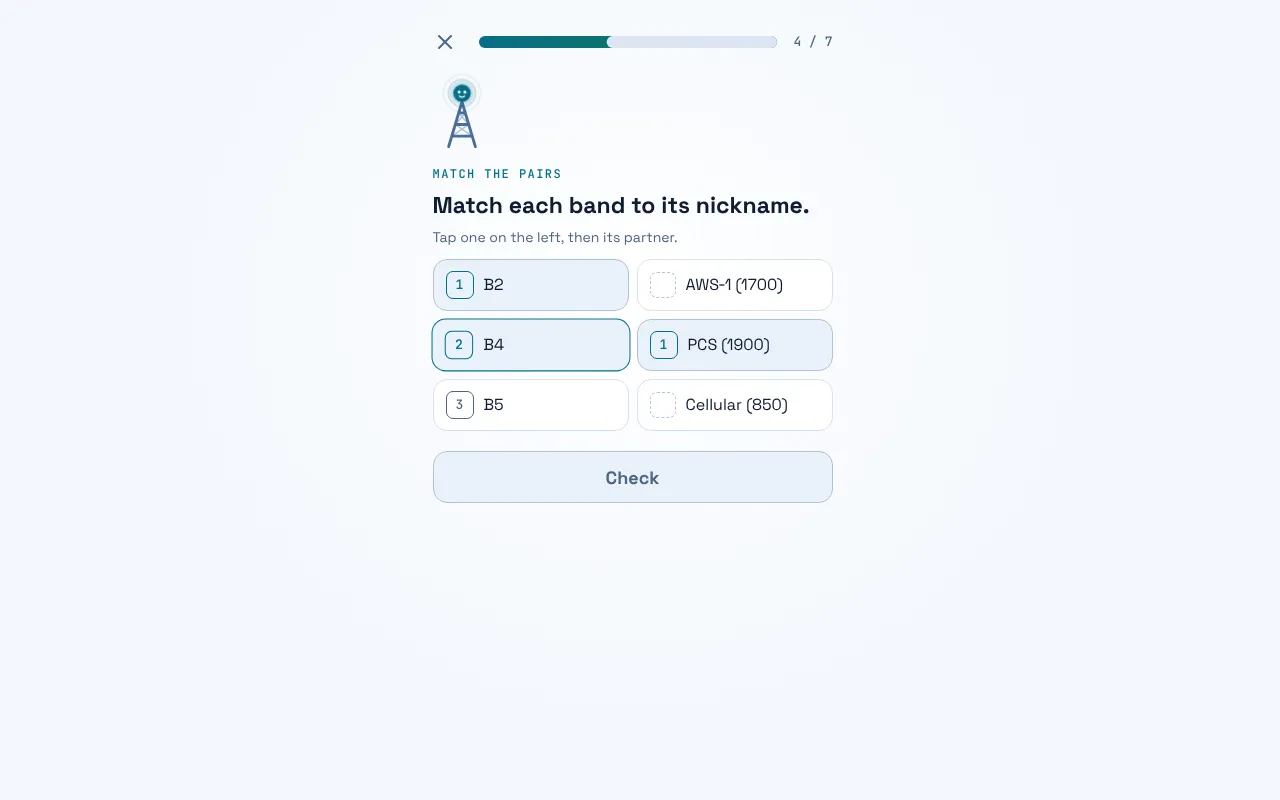 4 / 7
MATCH THE PAIRS
Match each band to its nickname.
Tap one on the left, then its partner.
1 B2
AWS-1 (1700)
2 B4
1 PCS (1900)
3 B5
Cellular (850)
Check